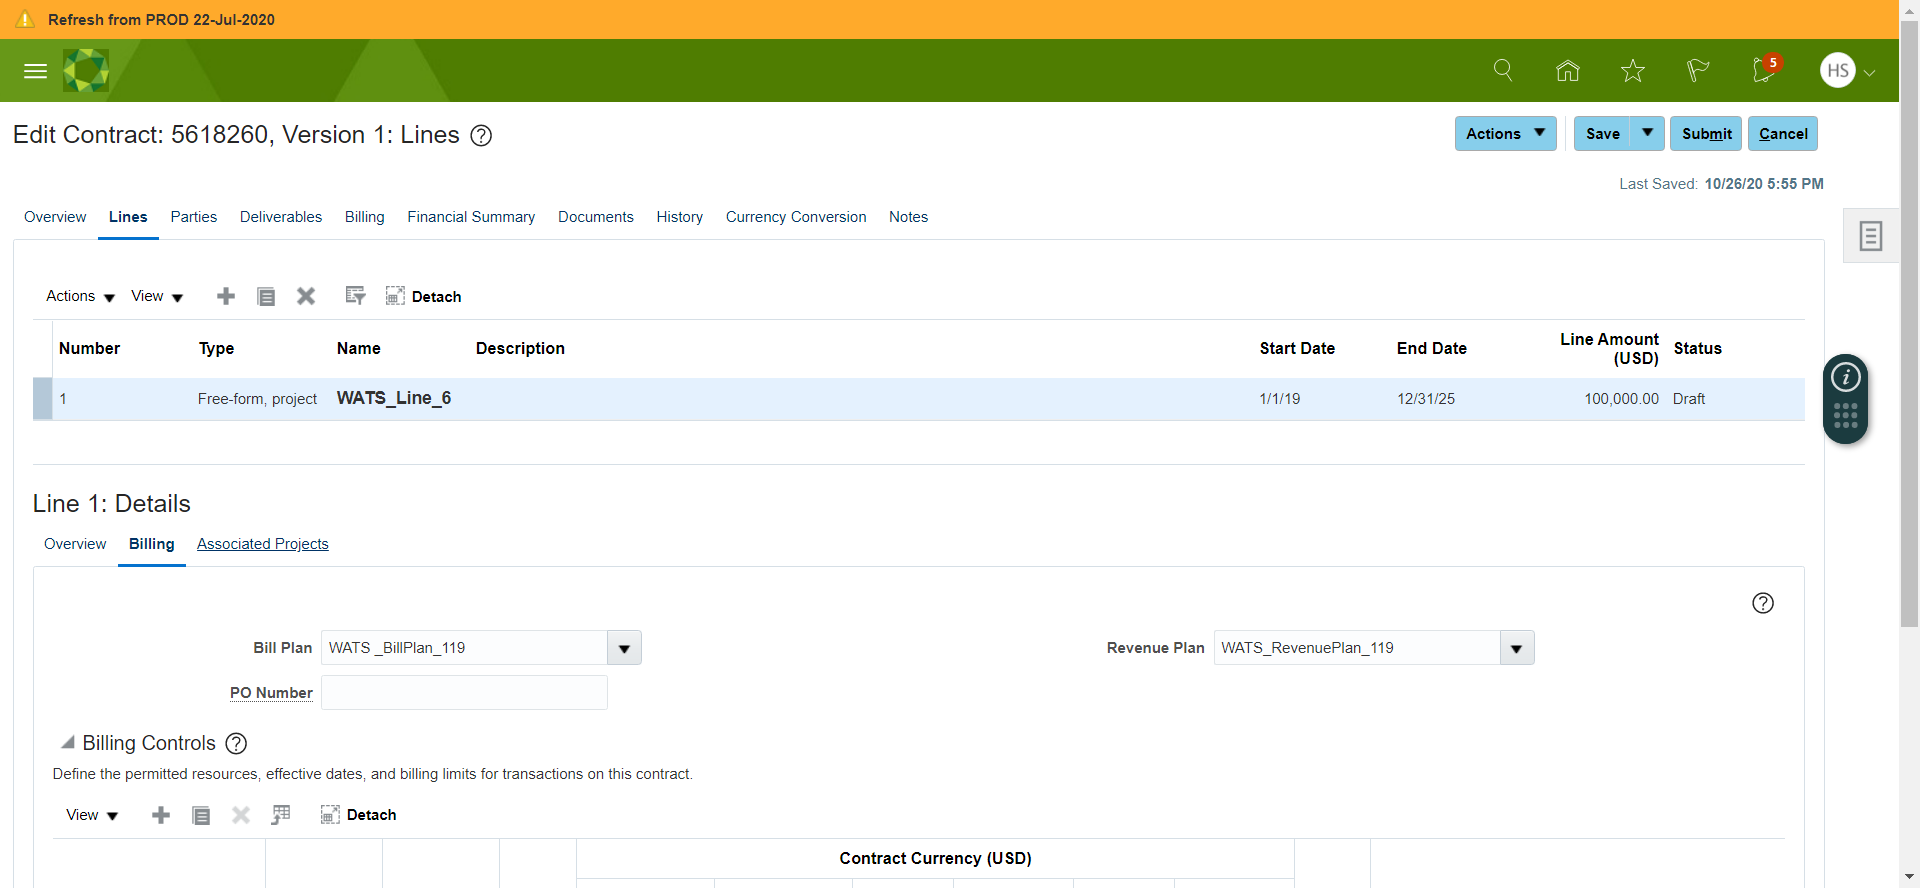 Refresh from PROD 22-Jul-2020
5
HS
Edit Contract: 5618260, Version 1: Lines ?
Actions Save Submit Cancel
Last Saved: 10/26/20 5:55 PM
Overview Lines Parties Deliverables Billing Financial Summary Documents History Currency Conversion Notes
Actions View Detach
Number Type Name Description Start Date End Date Line Amount (USD) Status
1 Free-form, project WATS_Line_6 1/1/19 12/31/25 100,000.00 Draft
i
Line 1: Details
Overview Billing Associated Projects
?
Bill Plan WATS _BillPlan_119 Revenue Plan WATS_RevenuePlan_119
PO Number
Billing Controls ?
Define the permitted resources, effective dates, and billing limits for transactions on this contract.
View Detach
Contract Currency (USD)